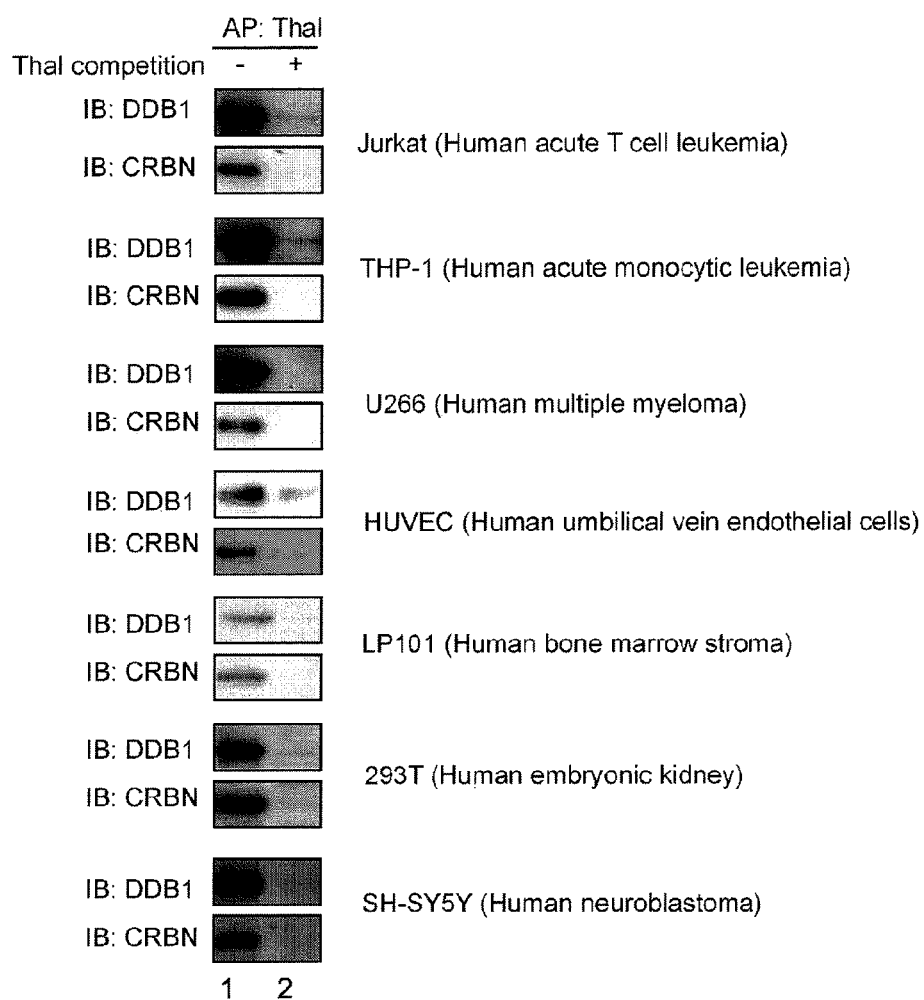 AP: Thal
Thal competition - +
IB: DDB1
Jurkat (Human acute T cell leukemia)
IB: CRBN
IB: DDB1
THP-1 (Human acute monocytic leukemia)
IB: CRBN
IB: DDB1
U266 (Human multiple myeloma)
IB: CRBN
IB: DDB1
HUVEC (Human umbilical vein endothelial cells)
IB: CRBN
IB: DDB1
LP101 (Human bone marrow stroma)
IB: CRBN
IB: DDB1
293T (Human embryonic kidney)
IB: CRBN
IB: DDB1
SH-SY5Y (Human neuroblastoma)
IB: CRBN
1 2